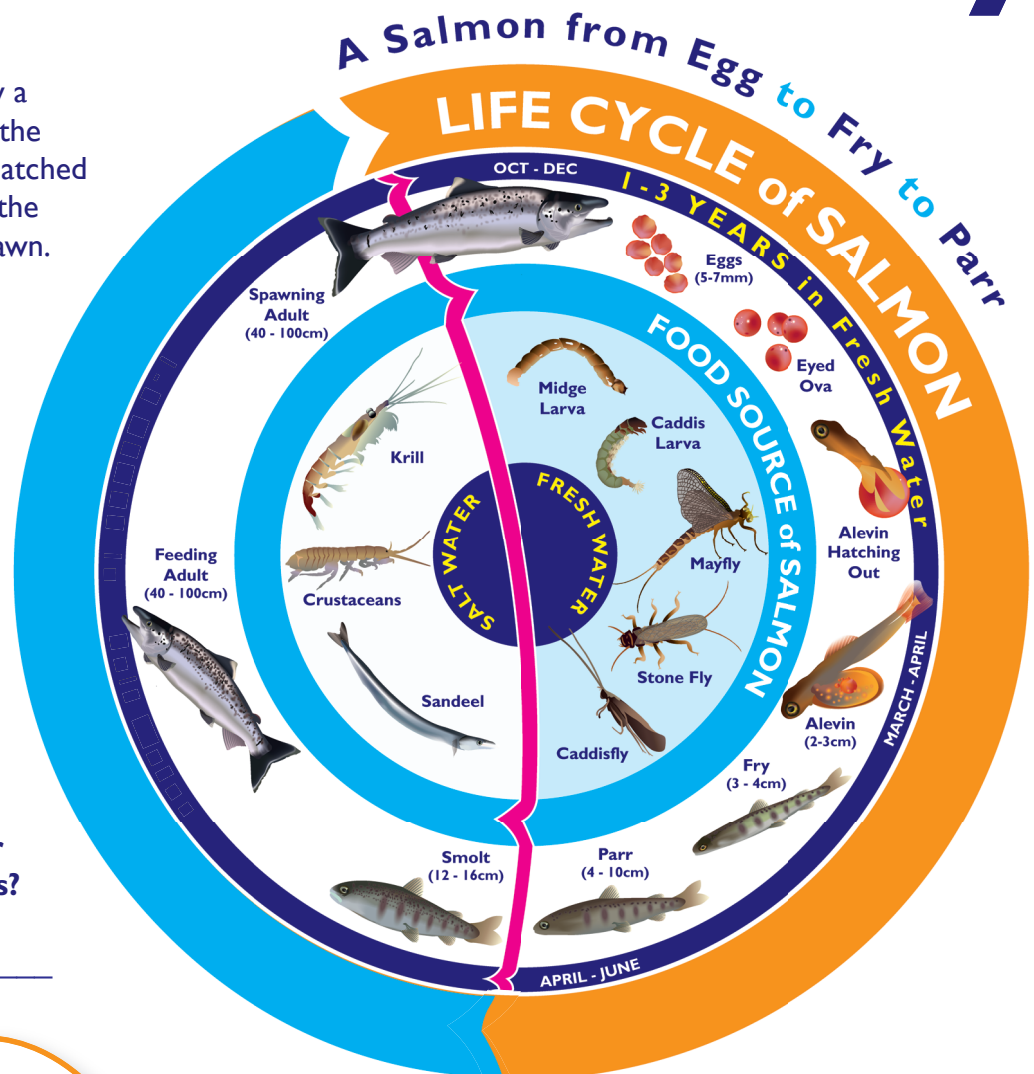 A Salmon from Egg to Fry to Parr
y a
the
atched
the
awn.
LIFE CYCLE of SALMON
OCT - DEC
1-3 YEARS in Fresh Water
Eggs
(5-7mm)
Spawning
Adult
(40 - 100cm)
Eyed
Ova
FOOD SOURCE of SALMON
Midge
Larva
Caddis
Larva
Krill
SALT WATER
FRESH WATER
Mayfly
Alevin
Hatching
Out
Feeding
Adult
(40 - 100cm)
Crustaceans
Stone Fly
Sandeel
Caddisfly
MARCH - APRIL
Alevin
(2-3cm)
Fry
(3 - 4cm)
Smolt
(12 - 16cm)
Parr
(4 - 10cm)
s?
APRIL - JUNE